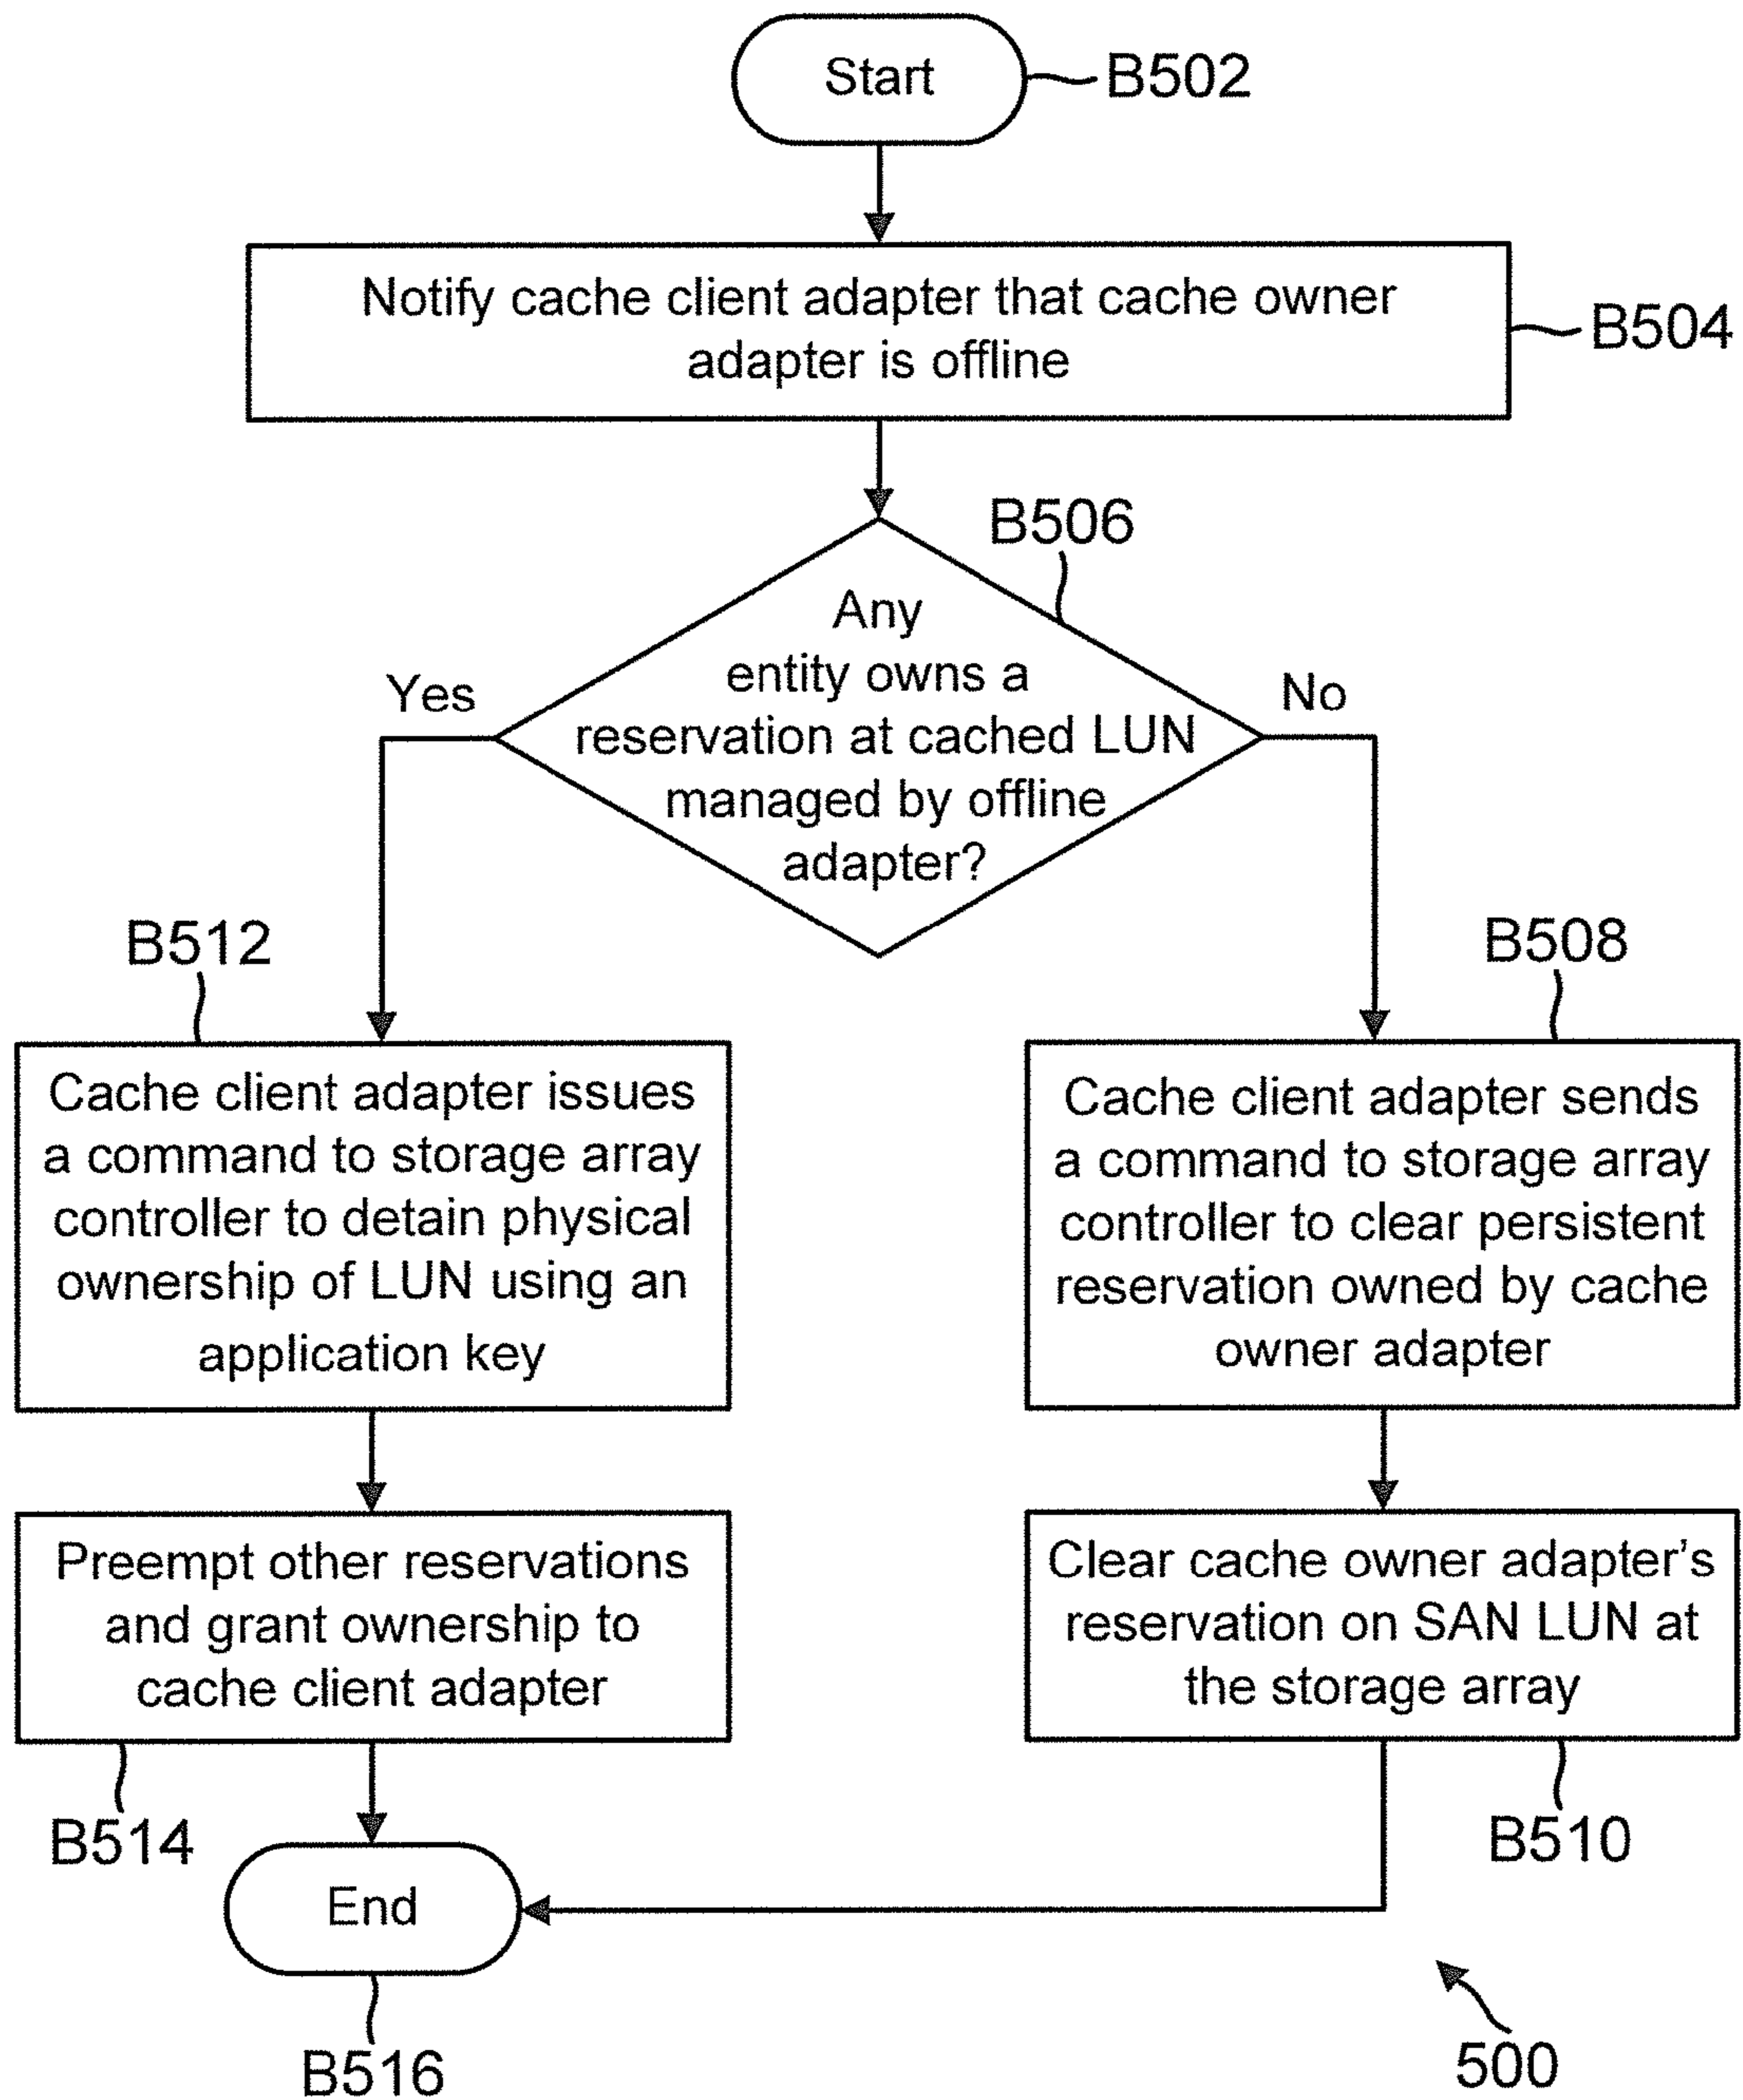 Start
B502
Notify cache client adapter that cache owner
adapter is offline
B504
B506
Any
entity owns a
reservation at cached LUN
managed by offline
adapter?
Yes
No
B512
B508
Cache client adapter issues
a command to storage array
controller to detain physical
ownership of LUN using an
application key
Cache client adapter sends
a command to storage array
controller to clear persistent
reservation owned by cache
owner adapter
Preempt other reservations
and grant ownership to
cache client adapter
Clear cache owner adapter’s
reservation on SAN LUN at
the storage array
B514
B510
End
B516
500